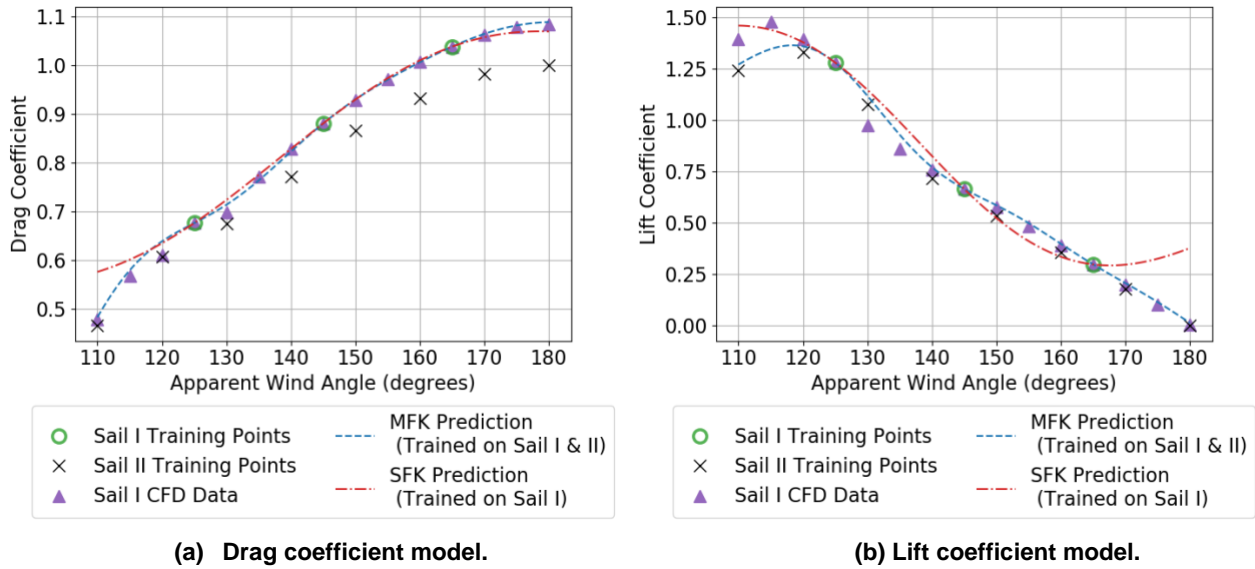 1.1
1.0
0.9
0.8
0.7
0.6
0.5
Drag Coefficient
110 120 130 140 150 160 170 180
Apparent Wind Angle (degrees)
Sail I Training Points
Sail II Training Points
Sail I CFD Data
MFK Prediction
(Trained on Sail I & II)
SFK Prediction
(Trained on Sail I)
(a) Drag coefficient model.
1.50
1.25
1.00
0.75
0.50
0.25
0.00
Lift Coefficient
110 120 130 140 150 160 170 180
Apparent Wind Angle (degrees)
Sail I Training Points
Sail II Training Points
Sail I CFD Data
MFK Prediction
(Trained on Sail I & II)
SFK Prediction
(Trained on Sail I)
(b) Lift coefficient model.